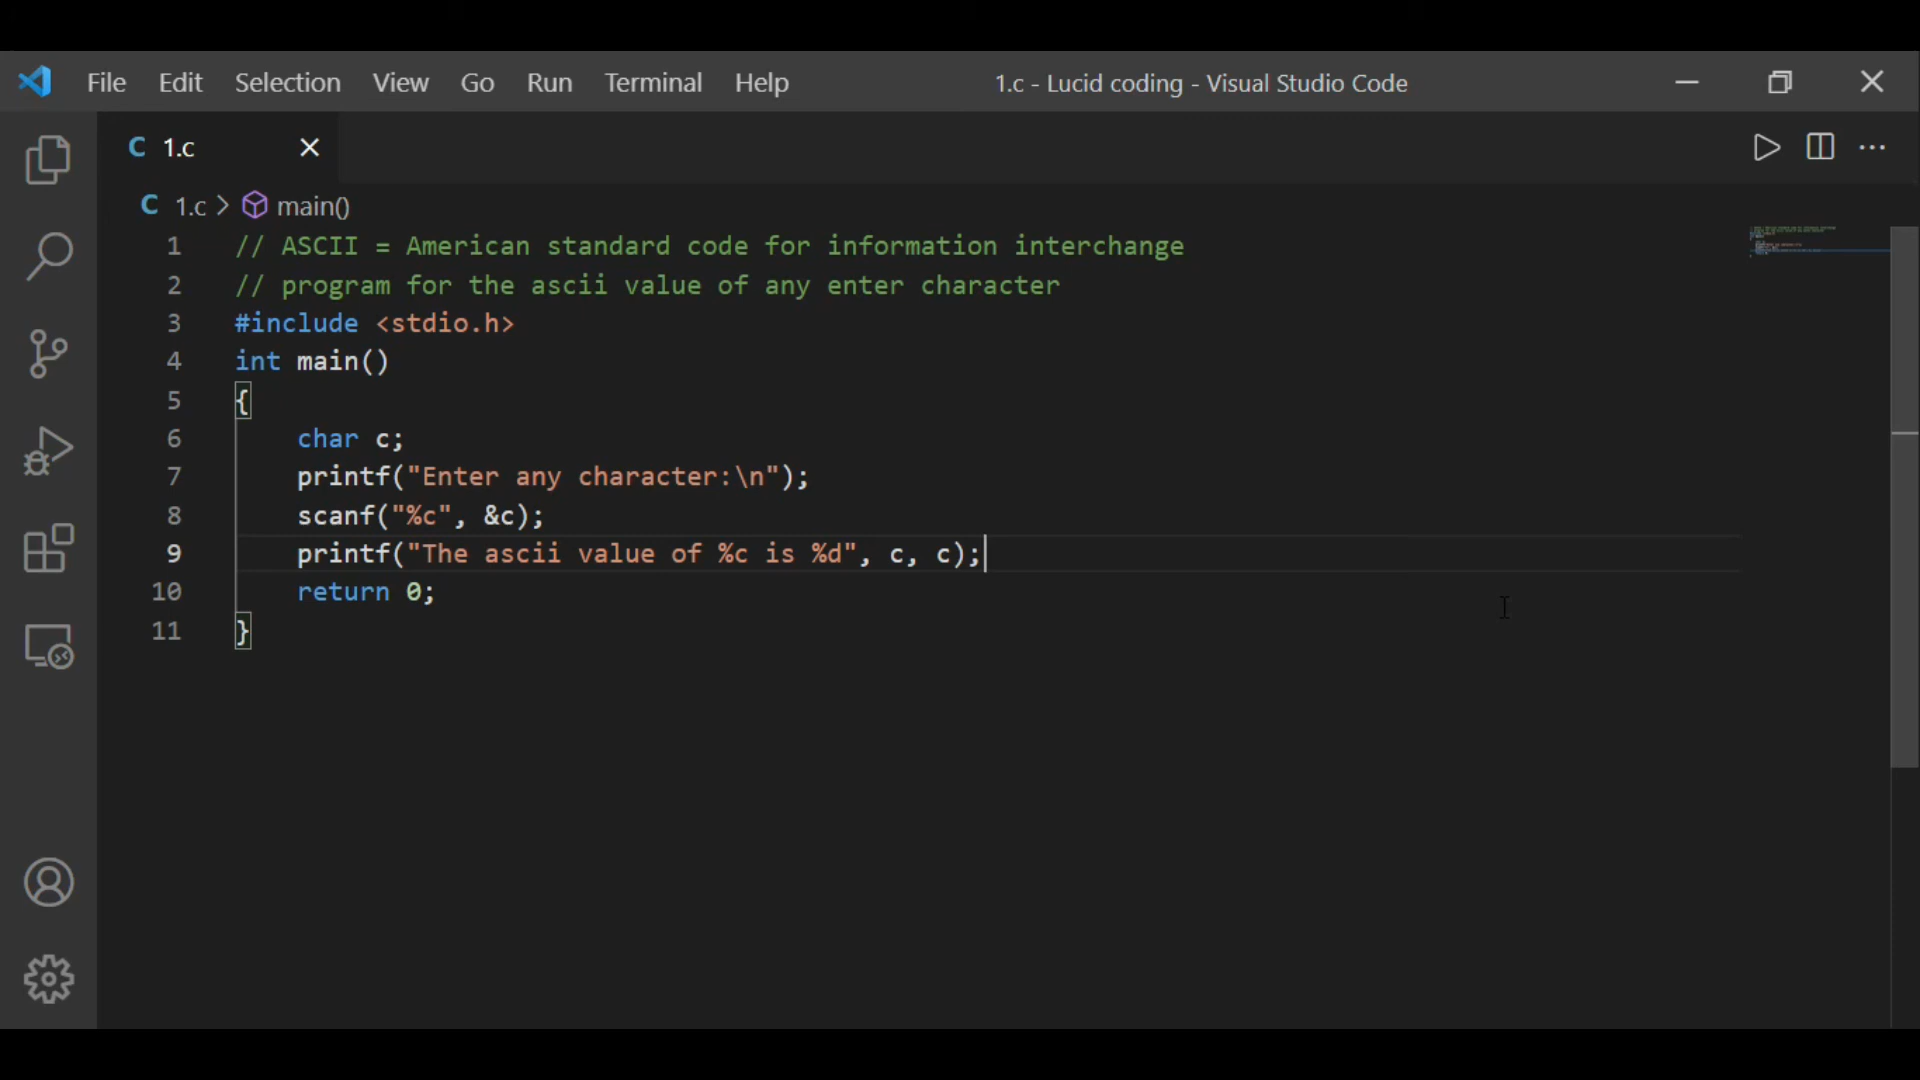 File Edit Selection View Go Run Terminal Help 1.c - Lucid coding - Visual Studio Code
C 1.c
C 1.c > main()
1 // ASCII = American standard code for information interchange
2 // program for the ascii value of any enter character
3 #include <stdio.h>
4 int main()
5 {
6     char c;
7     printf("Enter any character:\n");
8     scanf("%c", &c);
9     printf("The ascii value of %c is %d", c, c);
10     return 0;
11 }